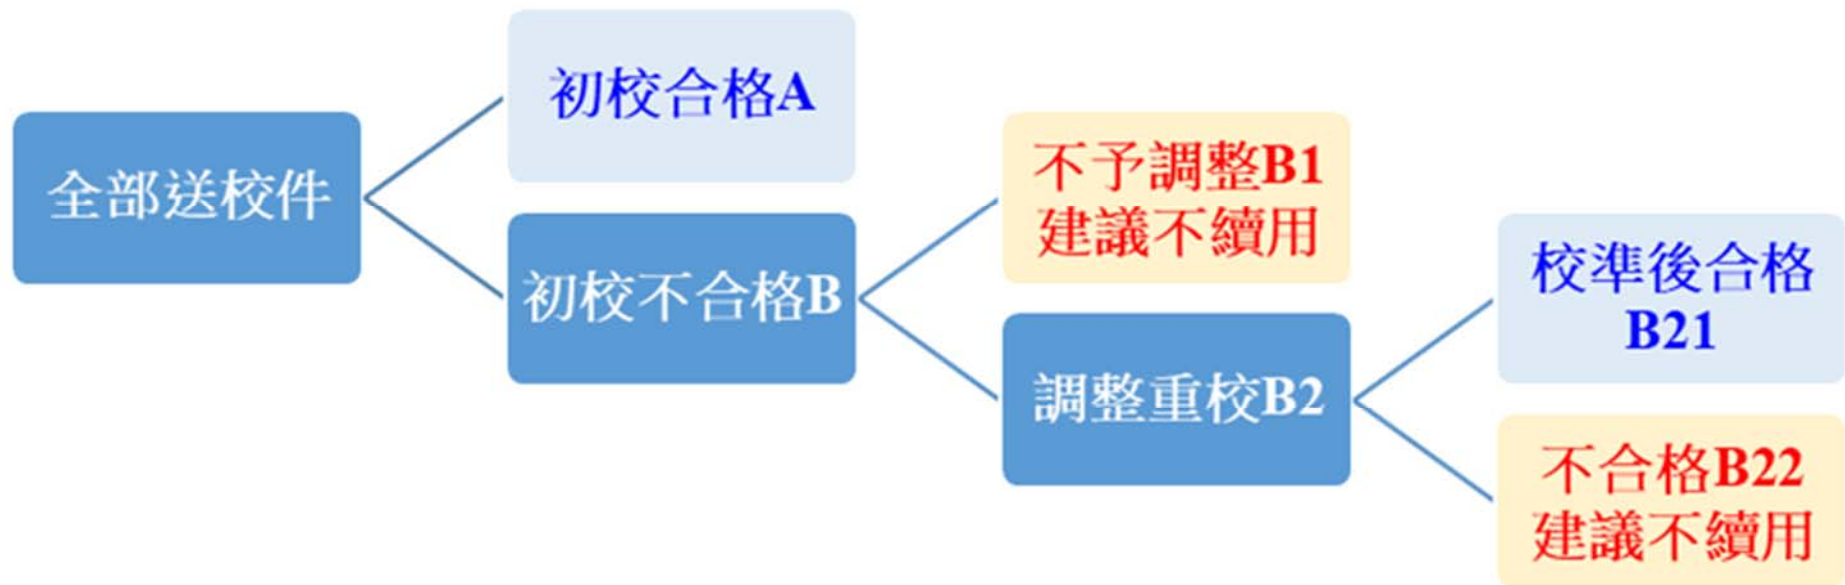 全部送校件
初校合格A
初校不合格B
不予調整B1
建議不續用
調整重校B2
校準後合格
B21
不合格B22
建議不續用